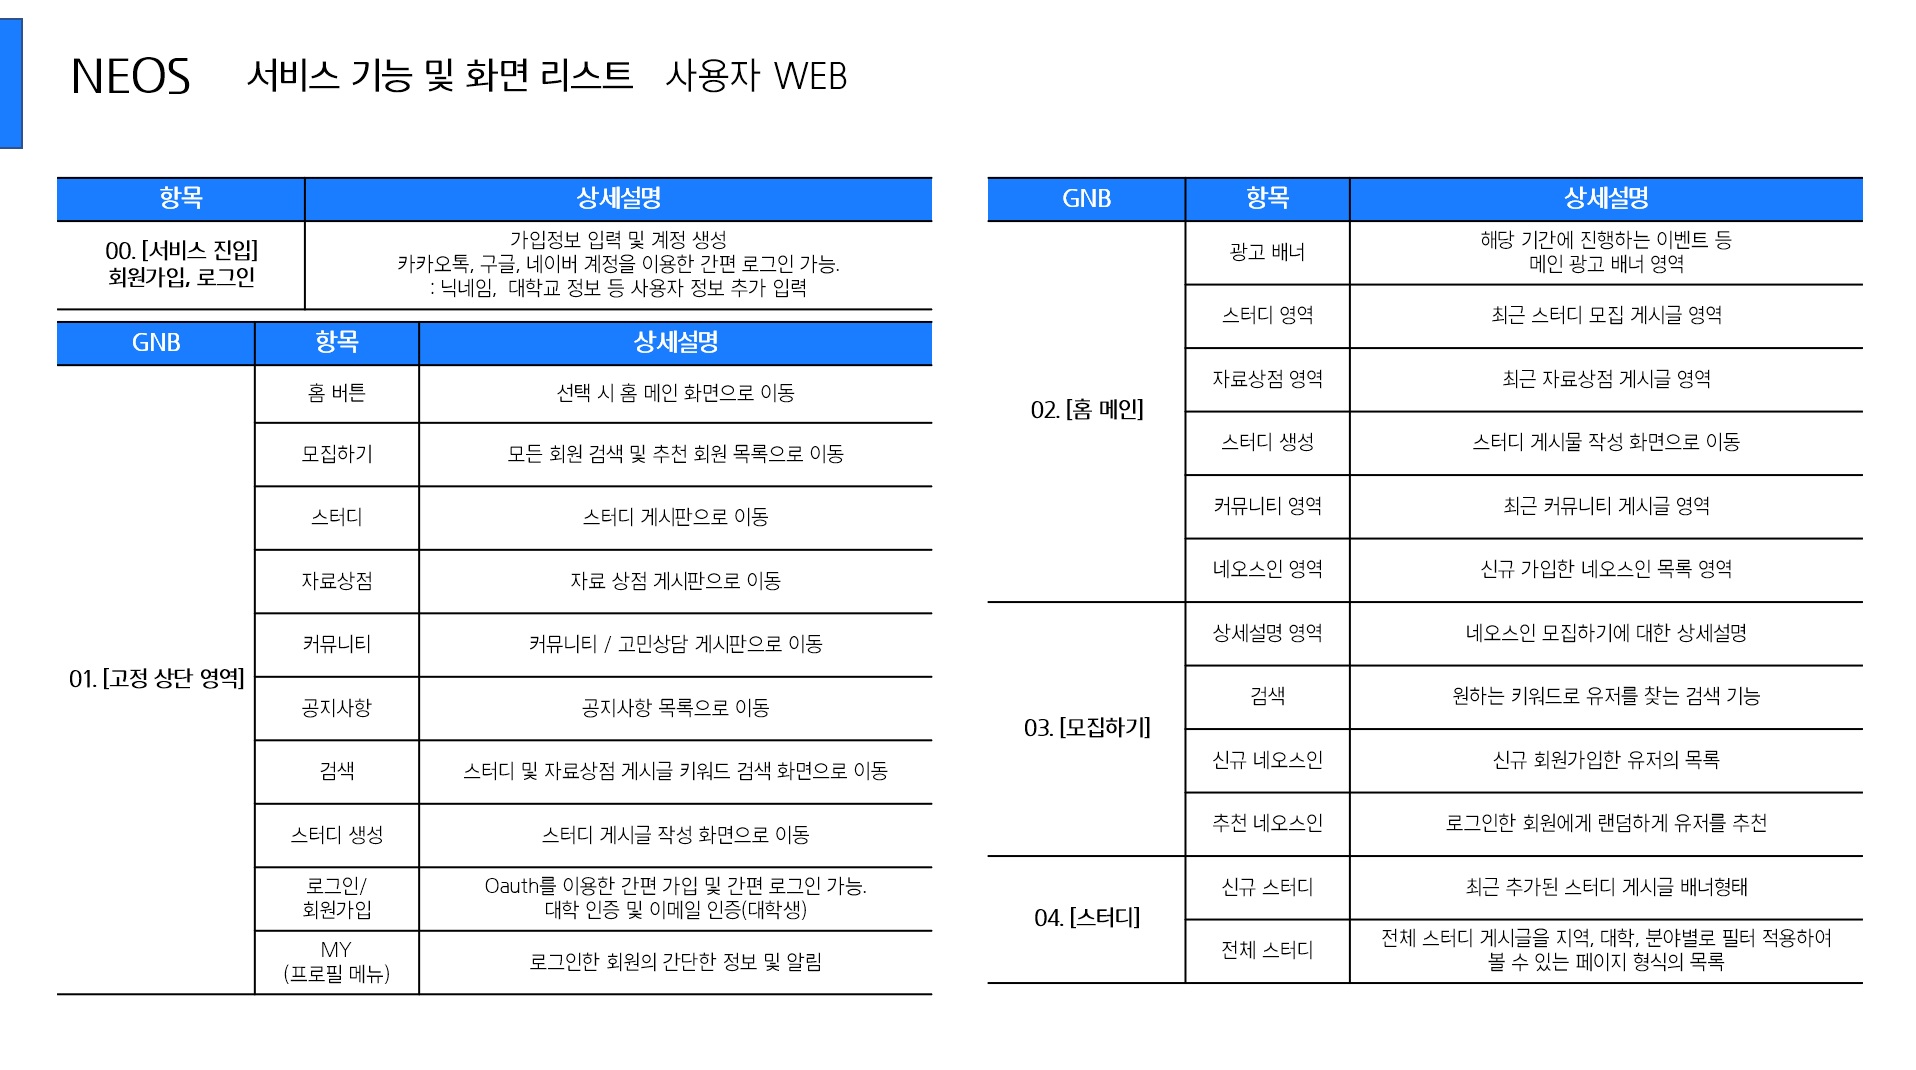 NEOS 서비스 기능 및 화면 리스트 사용자 WEB
항목 상세설명
00. [서비스 진입]
회원가입, 로그인
가입정보 입력 및 계정 생성
카카오톡, 구글, 네이버 계정을 이용한 간편 로그인 가능.
: 닉네임, 대학교 정보 등 사용자 정보 추가 입력
GNB 항목 상세설명
01. [고정 상단 영역]
홈 버튼 선택 시 홈 메인 화면으로 이동
모집하기 모든 회원 검색 및 추천 회원 목록으로 이동
스터디 스터디 게시판으로 이동
자료상점 자료 상점 게시판으로 이동
커뮤니티 커뮤니티 / 고민상담 게시판으로 이동
공지사항 공지사항 목록으로 이동
검색 스터디 및 자료상점 게시글 키워드 검색 화면으로 이동
스터디 생성 스터디 게시글 작성 화면으로 이동
로그인/
회원가입
Oauth를 이용한 간편 가입 및 간편 로그인 가능.
대학 인증 및 이메일 인증(대학생)
MY
(프로필 메뉴)
로그인한 회원의 간단한 정보 및 알림
GNB 항목 상세설명
02. [홈 메인]
광고 배너
해당 기간에 진행하는 이벤트 등
메인 광고 배너 영역
스터디 영역 최근 스터디 모집 게시글 영역
자료상점 영역 최근 자료상점 게시글 영역
스터디 생성 스터디 게시물 작성 화면으로 이동
커뮤니티 영역 최근 커뮤니티 게시글 영역
네오스인 영역 신규 가입한 네오스인 목록 영역
03. [모집하기]
상세설명 영역 네오스인 모집하기에 대한 상세설명
검색 원하는 키워드로 유저를 찾는 검색 기능
신규 네오스인 신규 회원가입한 유저의 목록
추천 네오스인 로그인한 회원에게 랜덤하게 유저를 추천
04. [스터디]
신규 스터디 최근 추가된 스터디 게시글 배너형태
전체 스터디
전체 스터디 게시글을 지역, 대학, 분야별로 필터 적용하여
볼 수 있는 페이지 형식의 목록